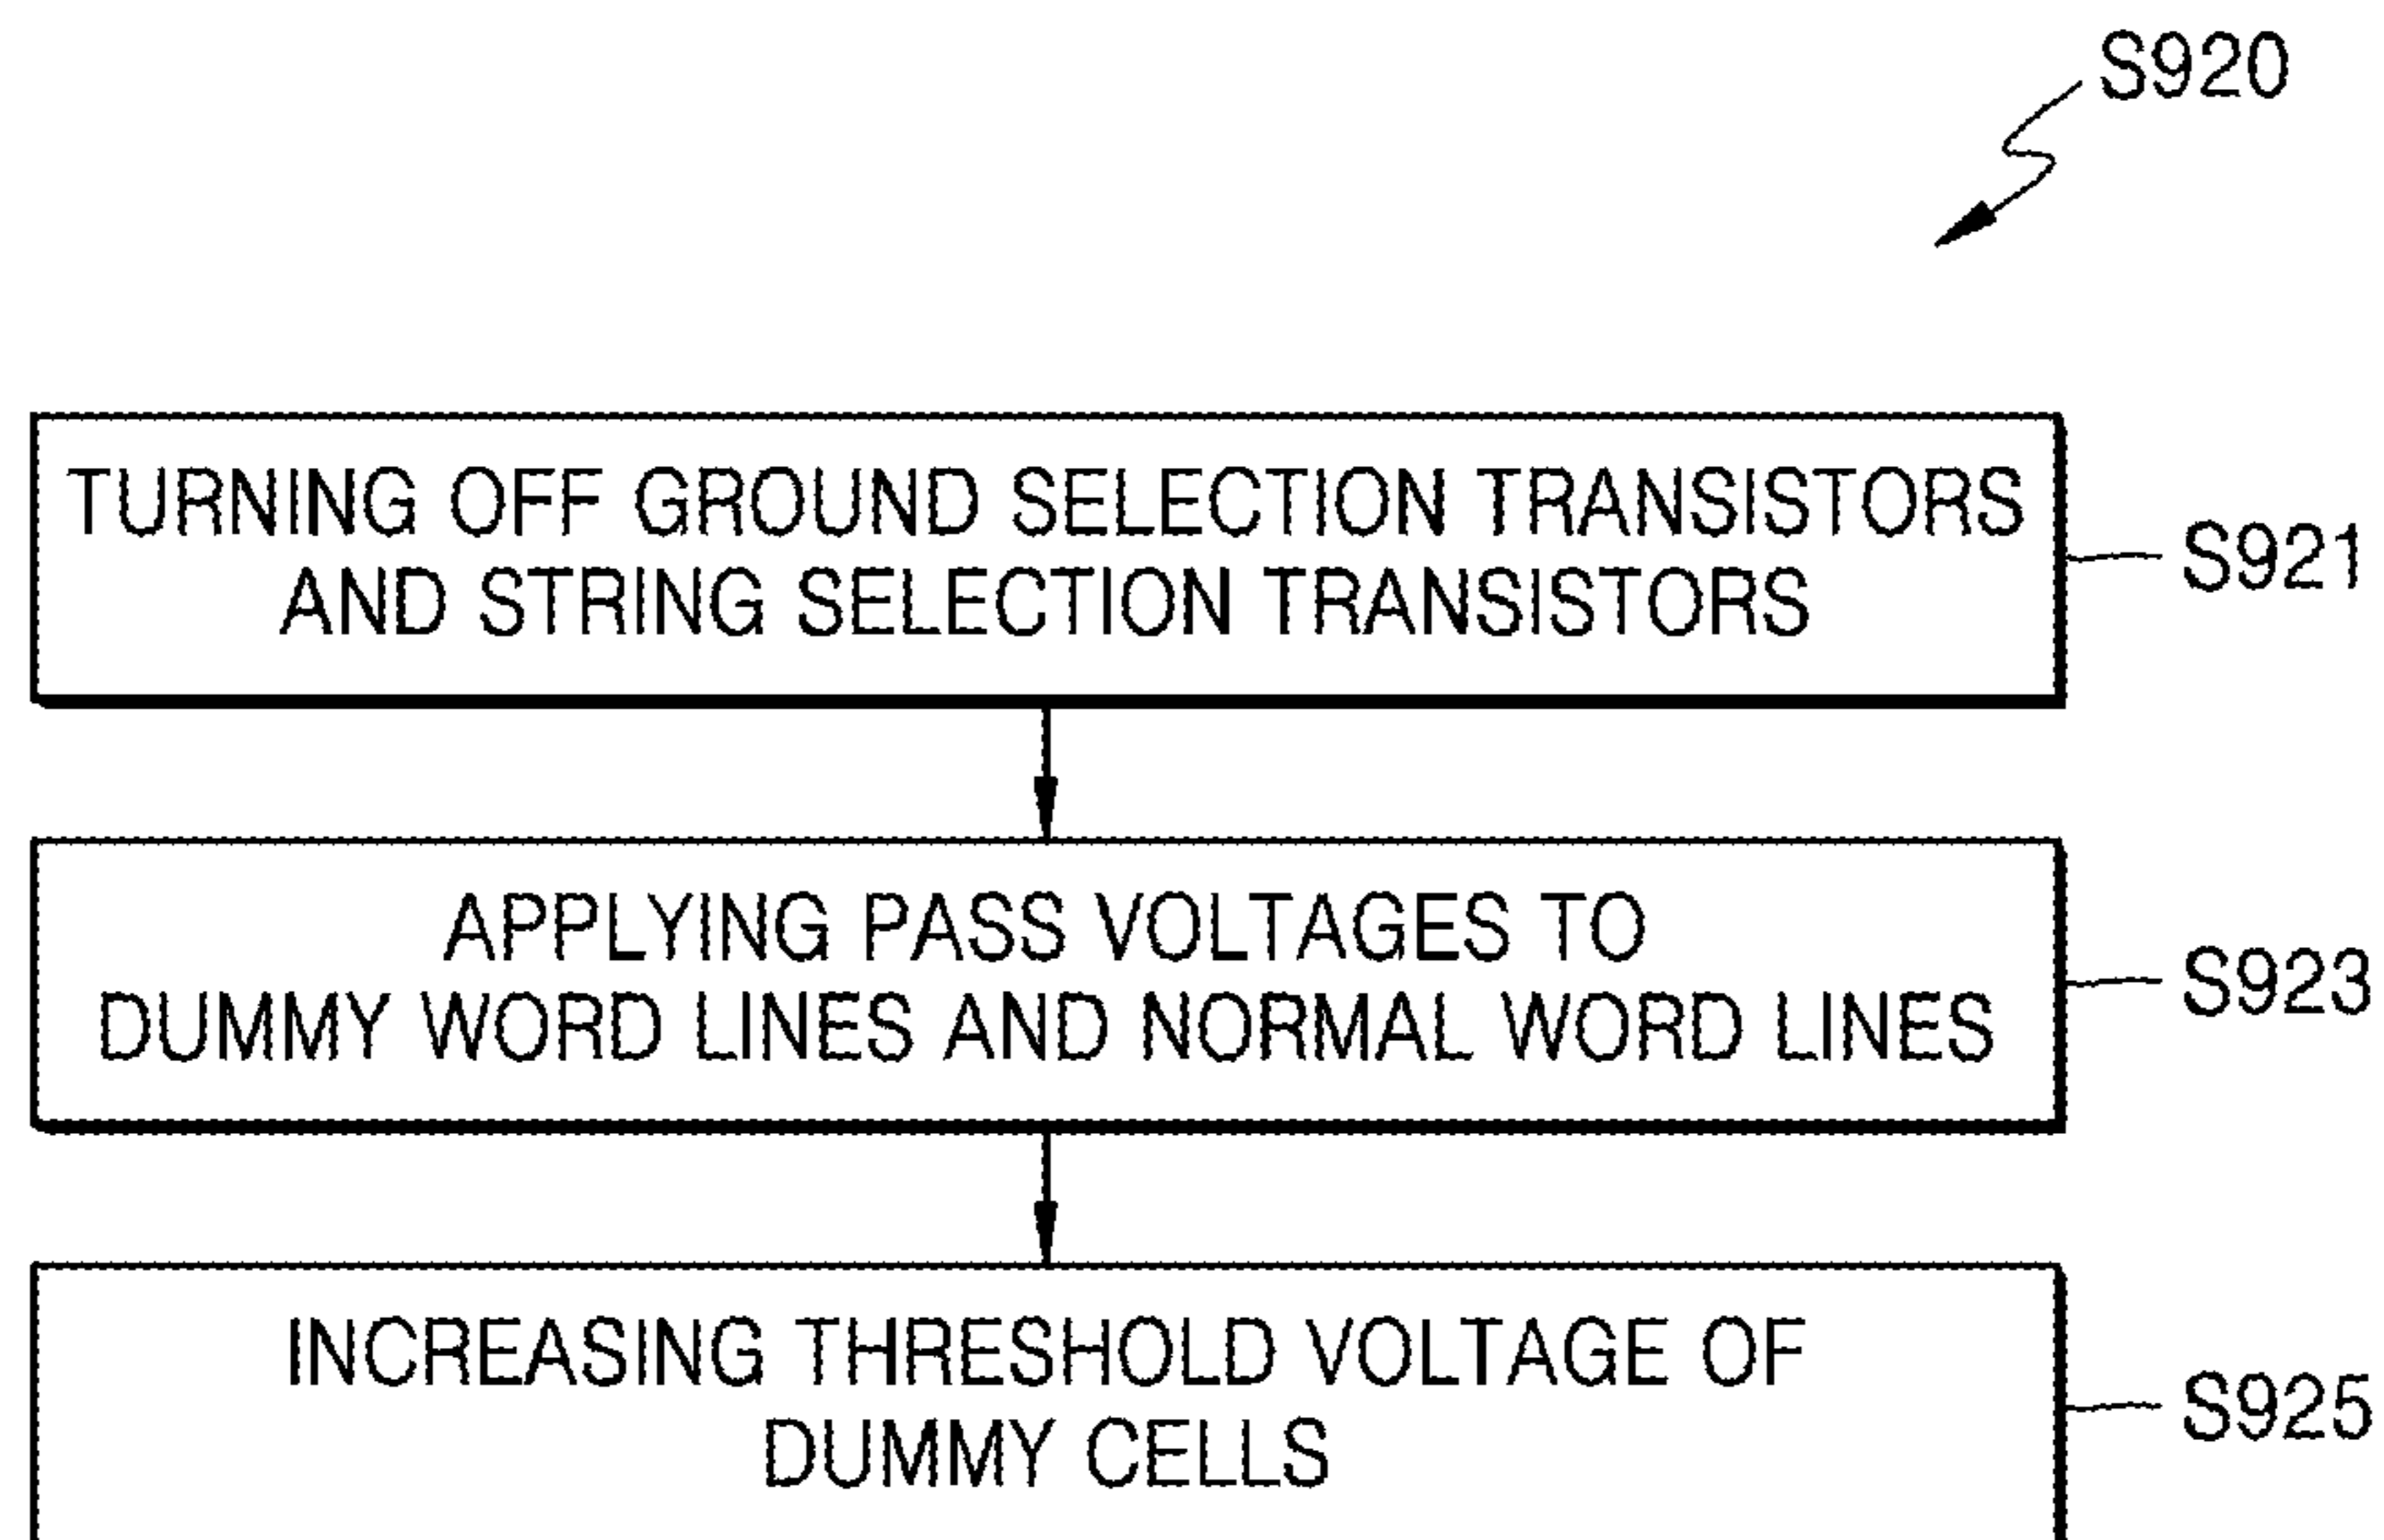 S920
TURNING OFF GROUND SELECTION TRANSISTORS
AND STRING SELECTION TRANSISTORS
S921
APPLYING PASS VOLTAGES TO
DUMMY WORD LINES AND NORMAL WORD LINES
S923
INCREASING THRESHOLD VOLTAGE OF
DUMMY CELLS
S925